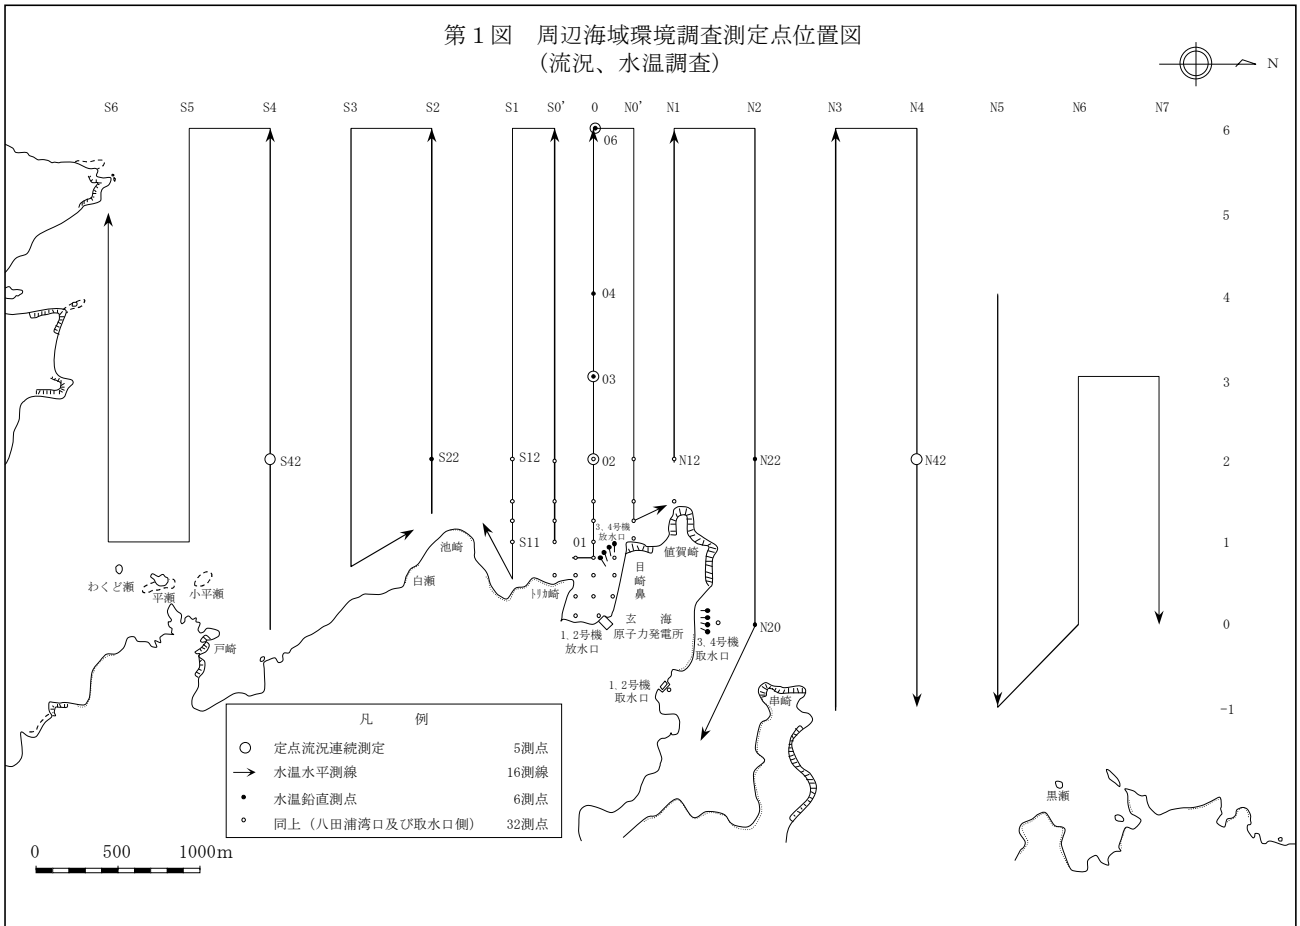 第１図　周辺海域環境調査測定点位置図
(流況、水温調査)
N
S6 S5 S4 S3 S2 S1 S0' 0 N0' N1 N2 N3 N4 N5 N6 N7
06
6
5
04
4
03
3
S42 S22 S12 02 N12 N22 N42
2
3,4号機
放水口
S11 01
1
池崎
値賀崎
白瀬
目崎鼻
わくど瀬
平瀬
小平瀬
ﾄﾘｶ崎
玄　海
原子力発電所
N20
0
1,2号機
放水口
3,4号機
取水口
戸崎
1,2号機
取水口
串崎
-1
凡　　例
定点流況連続測定 5測点
水温水平測線 16測線
水温鉛直測点 6測点
同上（八田浦湾口及び取水口側） 32測点
黒瀬
0 500 1000m